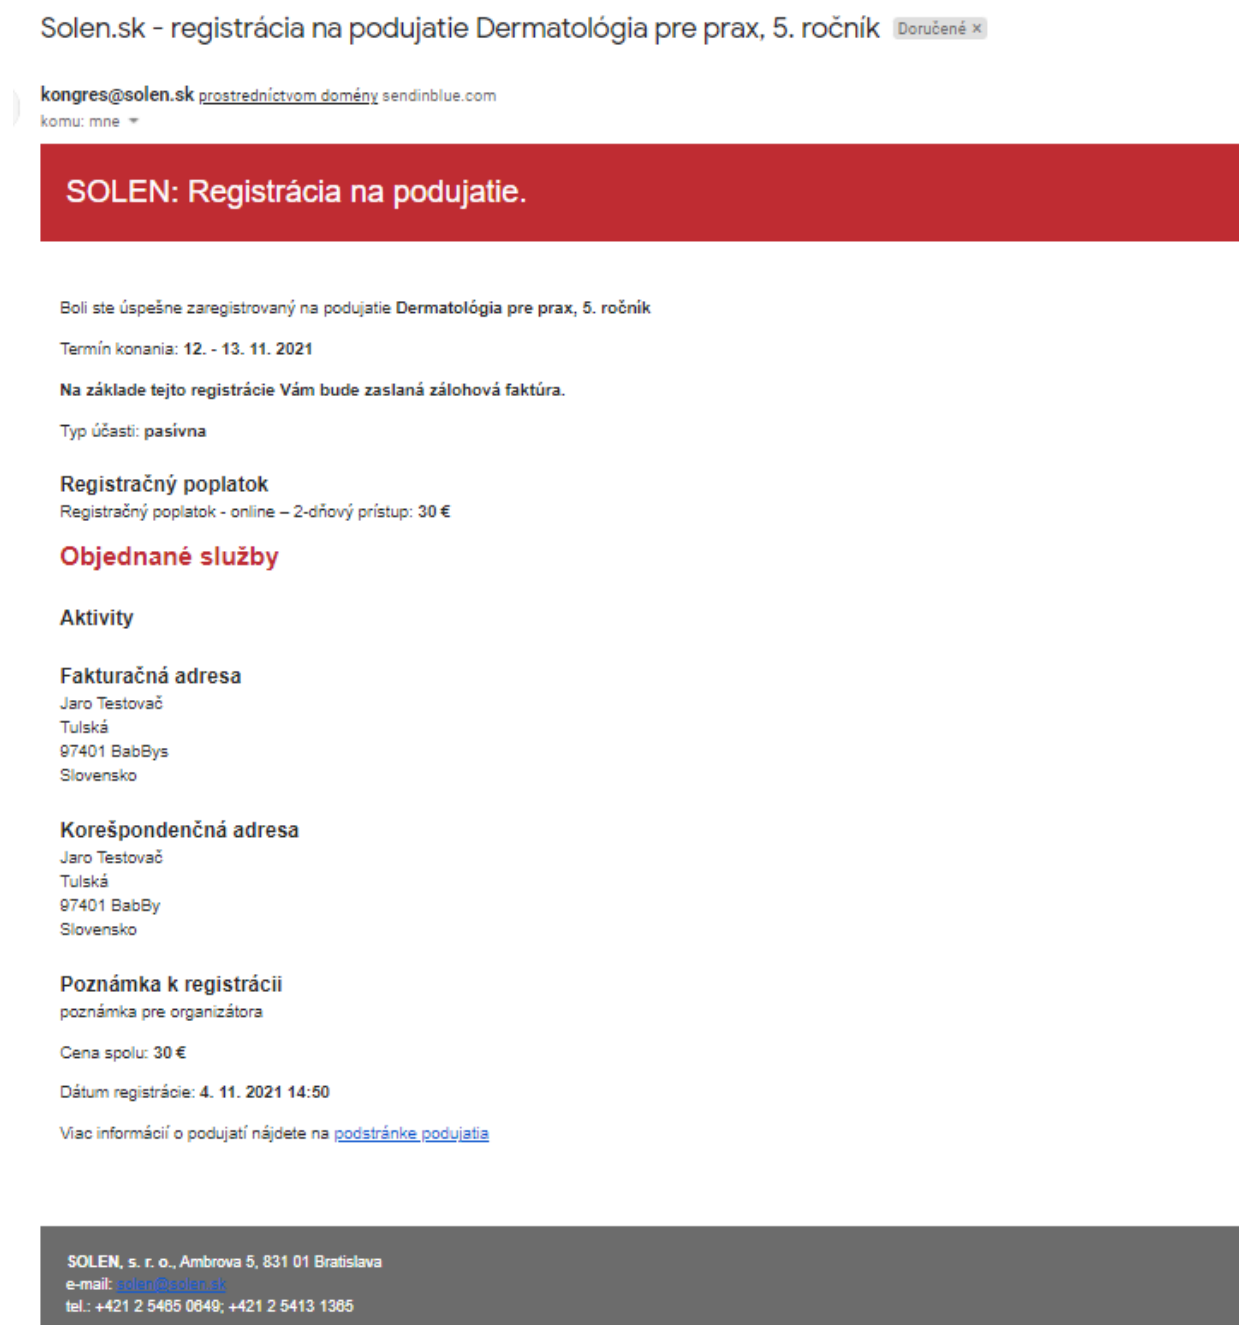 Solen.sk - registrácia na podujatie Dermatológia pre prax, 5. ročník Doručené ×
kongres@solen.sk prostredníctvom domény sendinblue.com
komu: mne
SOLEN: Registrácia na podujatie.
Boli ste úspešne zaregistrovaný na podujatie Dermatológia pre prax, 5. ročník
Termín konania: 12. - 13. 11. 2021
Na základe tejto registrácie Vám bude zaslaná zálohová faktúra.
Typ účasti: pasívna
Registračný poplatok
Registračný poplatok - online – 2-dňový prístup: 30 €
Objednané služby
Aktivity
Fakturačná adresa
Jaro Testovač
Tulská
97401 BabBys
Slovensko
Korešpondenčná adresa
Jaro Testovač
Tulská
97401 BabBy
Slovensko
Poznámka k registrácii
poznámka pre organizátora
Cena spolu: 30 €
Dátum registrácie: 4. 11. 2021 14:50
Viac informácií o podujatí nájdete na podstránke podujatia
SOLEN, s. r. o., Ambrova 5, 831 01 Bratislava
e-mail: solen@solen.sk
tel.: +421 2 5465 0649; +421 2 5413 1365